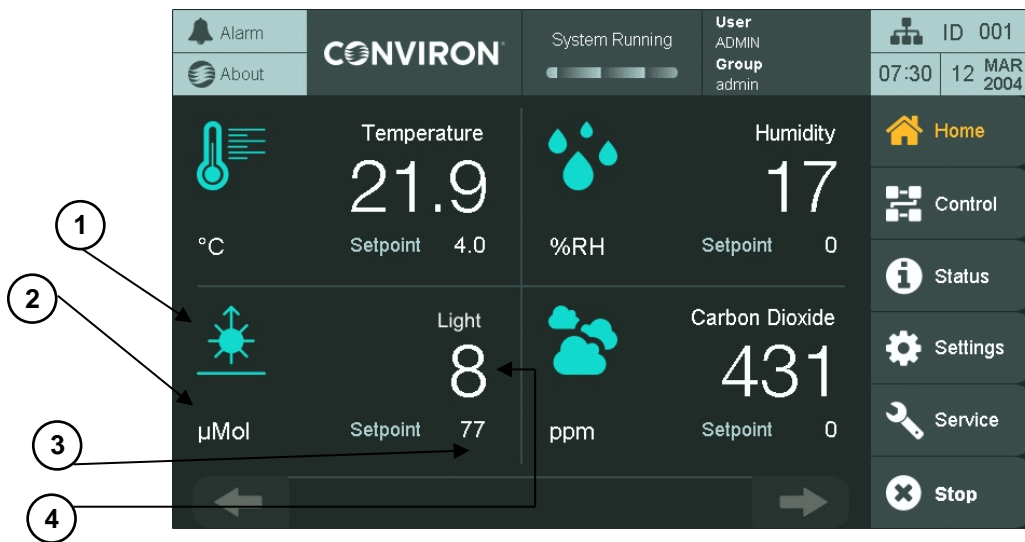 Alarm
About
CONVIRON
System Running
User
ADMIN
Group
admin
ID 001
07:30 12 MAR 2004
Temperature
21.9
°C Setpoint 4.0
Humidity
17
%RH Setpoint 0
Light
8
µMol Setpoint 77
Carbon Dioxide
431
ppm Setpoint 0
Home
Control
Status
Settings
Service
Stop
1
2
3
4